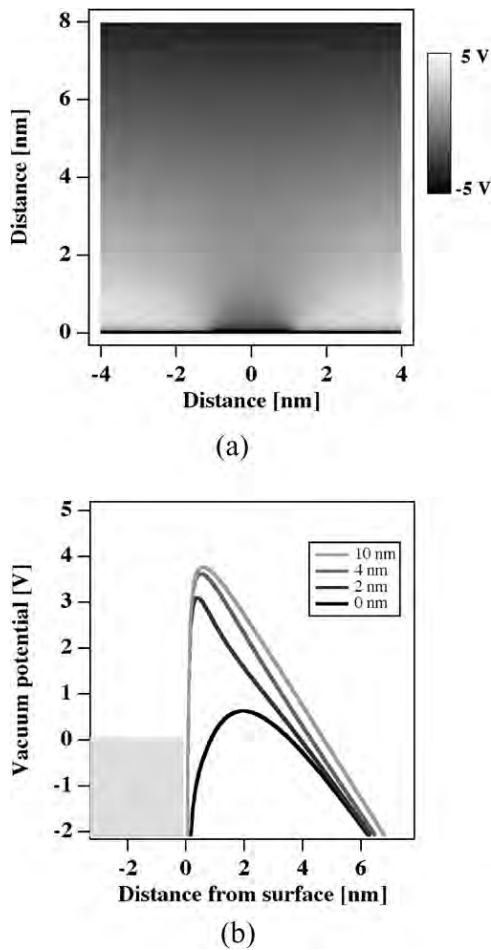 8
6
4
2
0
Distance [nm]
-4
-2
0
2
4
Distance [nm]
5 V
-5 V
(a)
5
4
3
2
1
0
-1
-2
Vacuum potential [V]
10 nm
4 nm
2 nm
0 nm
-2
0
2
4
6
Distance from surface [nm]
(b)